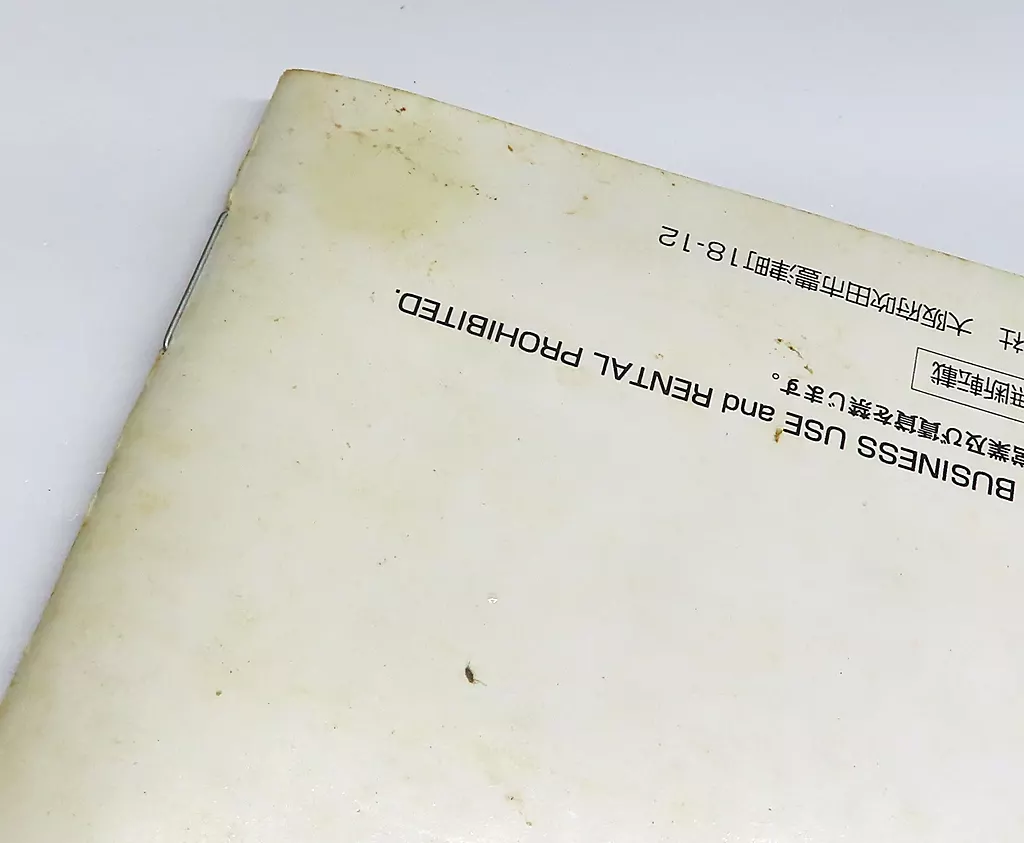 BUSINESS USE and RENTAL PROHIBITED.
営業及び賃貸を禁じます。
無断転載
社 大阪府吹田市豊津町18-12